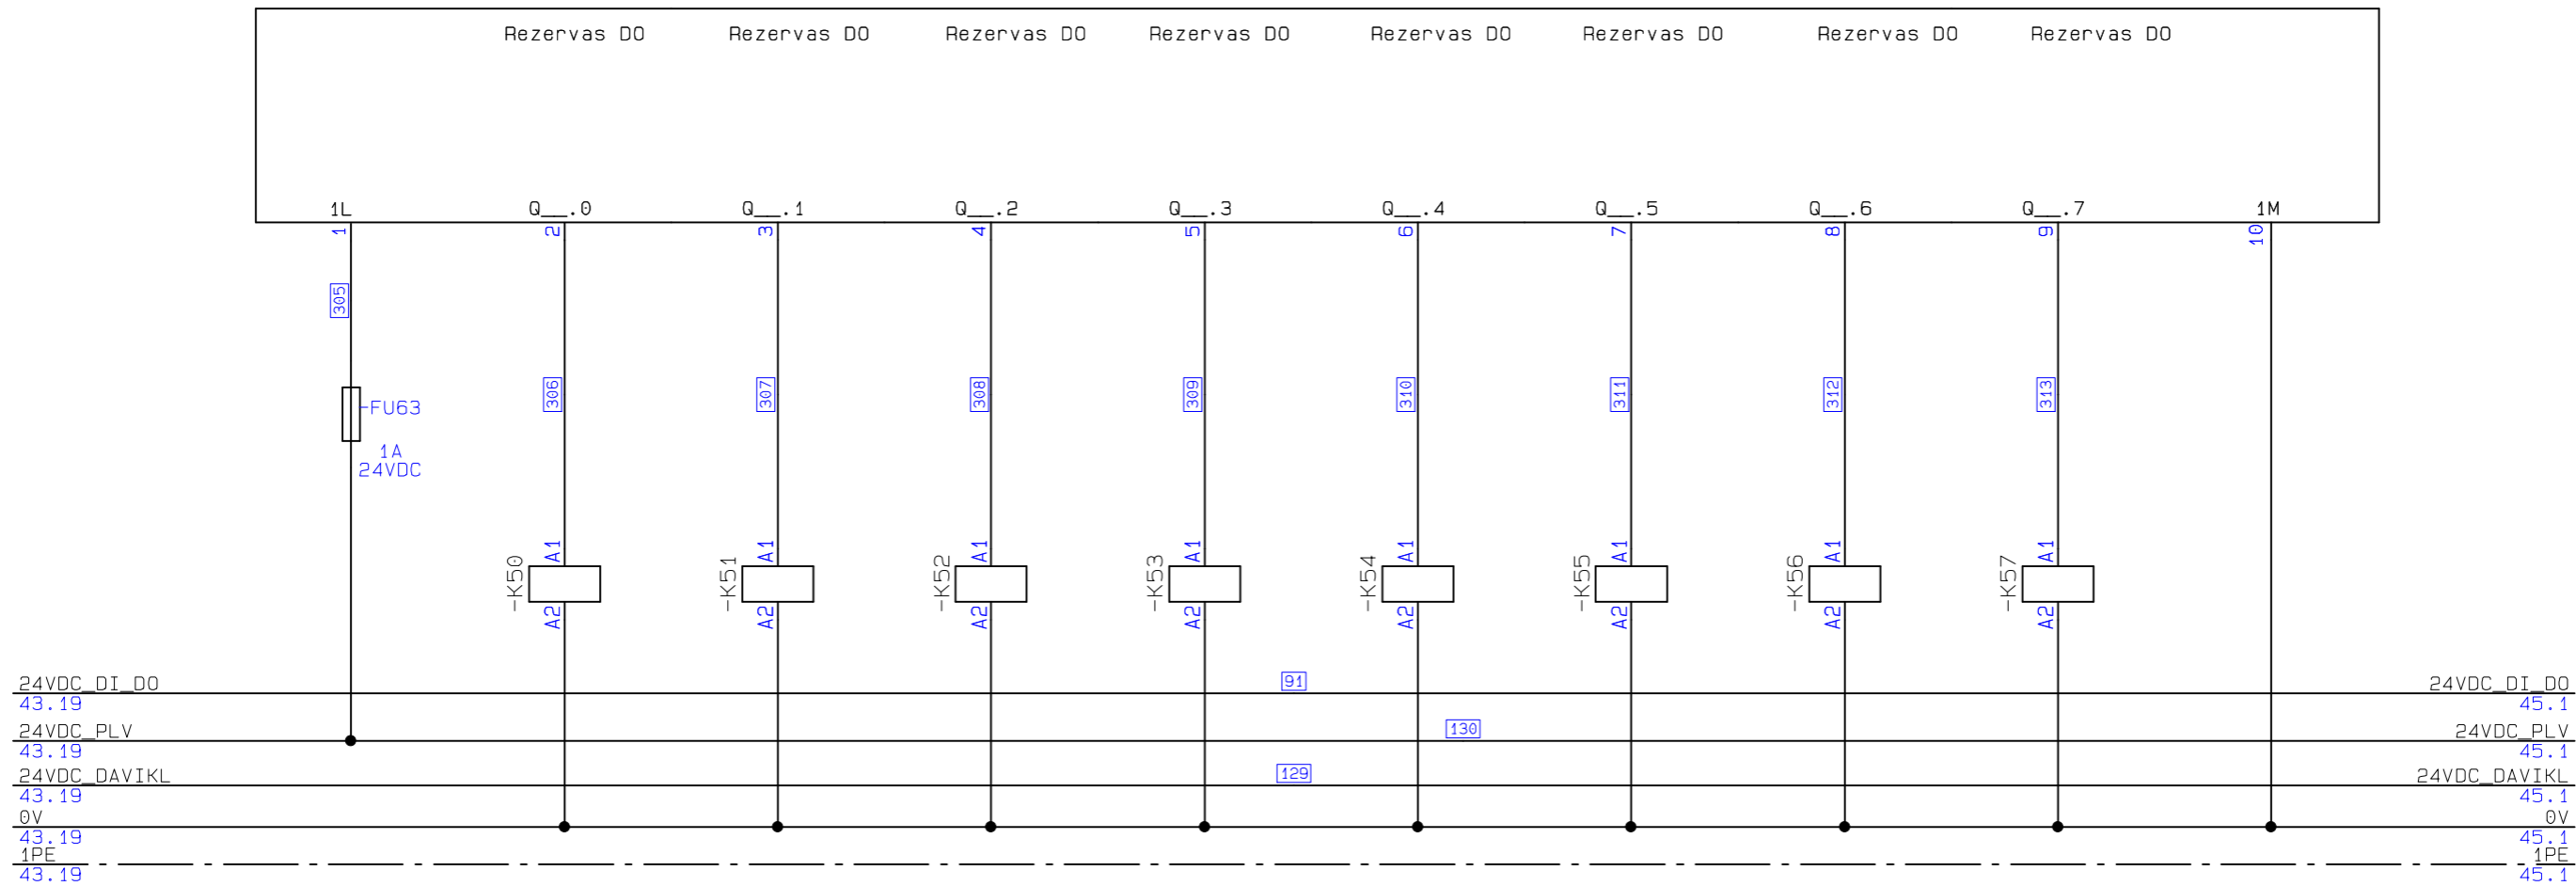 Rezervas DO Rezervas DO Rezervas DO Rezervas DO Rezervas DO Rezervas DO Rezervas DO Rezervas DO
1L Q__.0 Q__.1 Q__.2 Q__.3 Q__.4 Q__.5 Q__.6 Q__.7 1M
1 2 3 4 5 6 7 8 9 10
305
306 307 308 309 310 311 312 313
-FU63
1A
24VDC
A1 A1 A1 A1 A1 A1 A1 A1
-K50 -K51 -K52 -K53 -K54 -K55 -K56 -K57
A2 A2 A2 A2 A2 A2 A2 A2
24VDC_DI_DO 91 24VDC_DI_DO
43.19 45.1
24VDC_PLV 130 24VDC_PLV
43.19 45.1
24VDC_DAVIKL 129 24VDC_DAVIKL
43.19 45.1
0V 0V
43.19 45.1
1PE 1PE
43.19 45.1